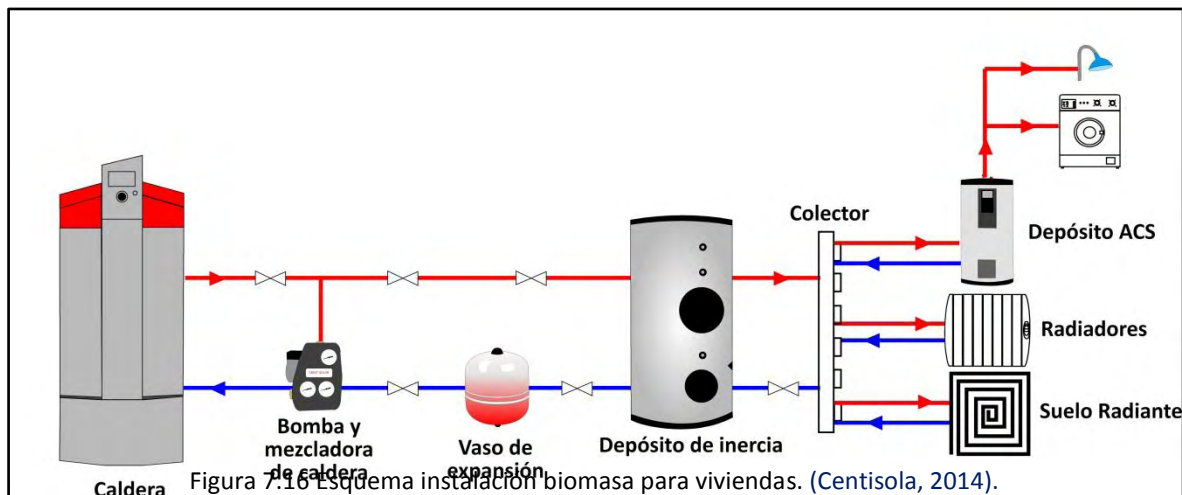 Colector
Depósito ACS
Radiadores
Suelo Radiante
Bomba y
mezcladora
de caldera
Vaso de
expansión
Depósito de inercia
Caldera
Figura 7.16 Esquema instalación biomasa para viviendas. (Centisola, 2014).